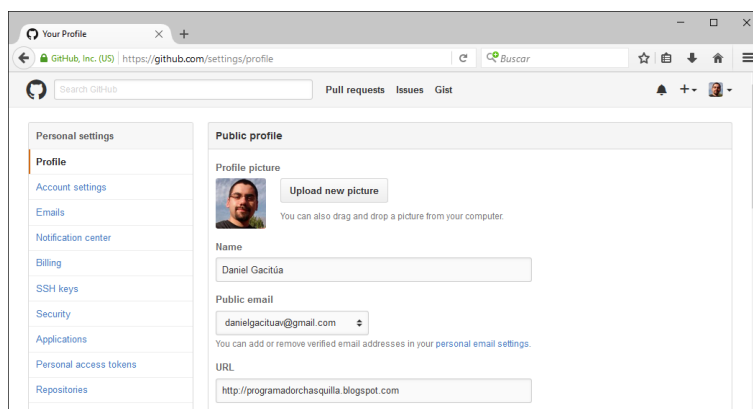 Your Profile
GitHub, Inc. (US) https://github.com/settings/profile
Buscar
Search GitHub
Pull requests Issues Gist
Personal settings
Profile
Account settings
Emails
Notification center
Billing
SSH keys
Security
Applications
Personal access tokens
Repositories
Public profile
Profile picture
Upload new picture
You can also drag and drop a picture from your computer.
Name
Daniel Gacitúa
Public email
danielgacituav@gmail.com
You can add or remove verified email addresses in your personal email settings.
URL
http://programadorchasquilla.blogspot.com